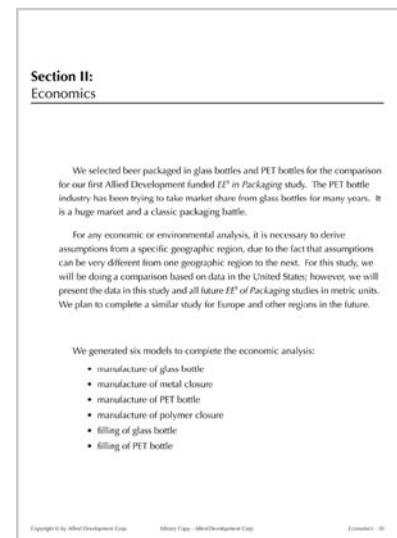 Section II:
Economics
We selected beer packaged in glass bottles and PET bottles for the comparison
for our first Allied Development funded EE⁹ in Packaging study. The PET bottle
industry has been trying to take market share from glass bottles for many years. It
is a huge market and a classic packaging battle.
For any economic or environmental analysis, it is necessary to derive
assumptions from a specific geographic region, due to the fact that assumptions
can be very different from one geographic region to the next. For this study, we
will be doing a comparison based on data in the United States; however, we will
present the data in this study and all future EE⁹ of Packaging studies in metric units.
We plan to complete a similar study for Europe and other regions in the future.
We generated six models to complete the economic analysis:
• manufacture of glass bottle
• manufacture of metal closure
• manufacture of PET bottle
• manufacture of polymer closure
• filling of glass bottle
• filling of PET bottle
Copyright © by Allied Development Corp. Library Copy - Allied Development Corp. Economics -